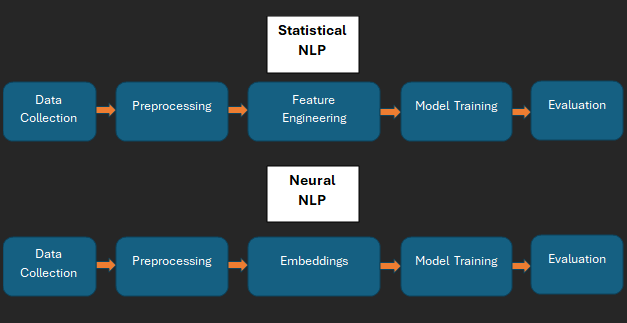 Statistical
NLP
Data
Collection
Preprocessing
Feature
Engineering
Model Training
Evaluation
Neural
NLP
Data
Collection
Preprocessing
Embeddings
Model Training
Evaluation